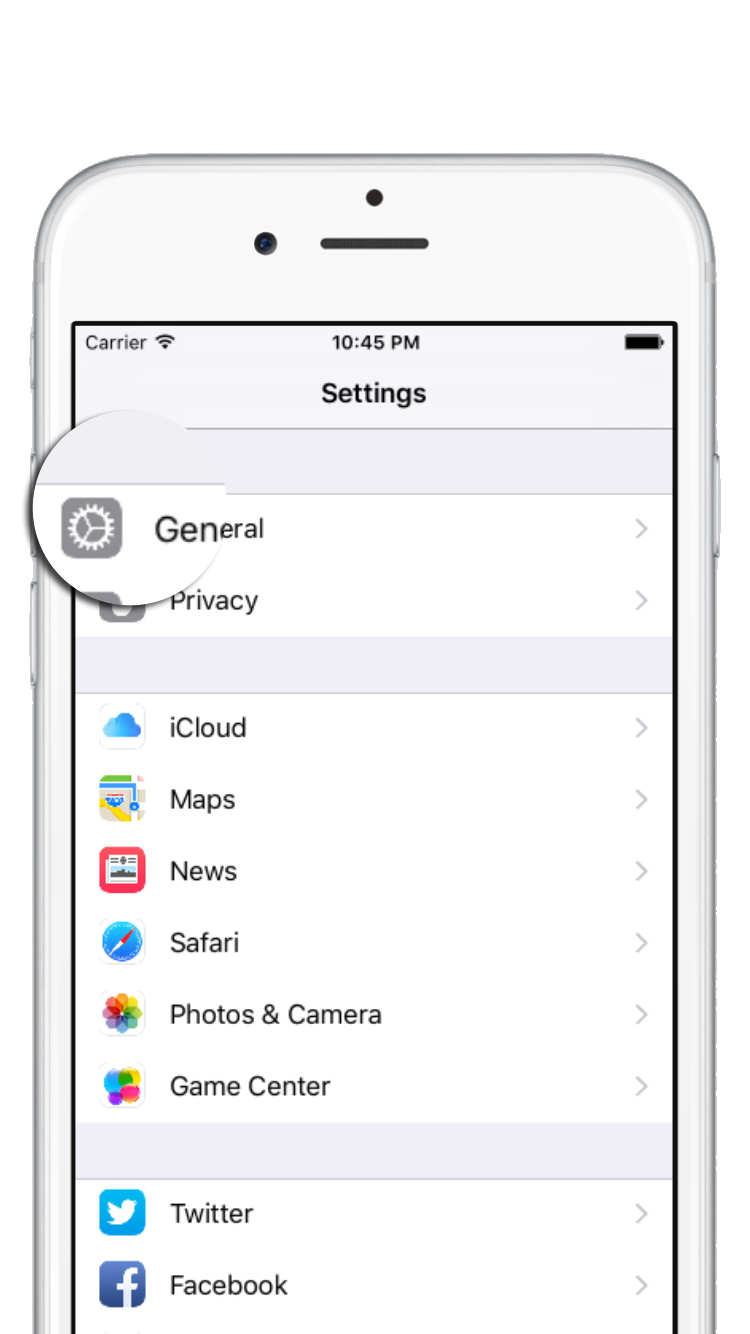 Carrier 10:45 PM
Settings
General
Privacy
iCloud
Maps
News
Safari
Photos & Camera
Game Center
Twitter
Facebook